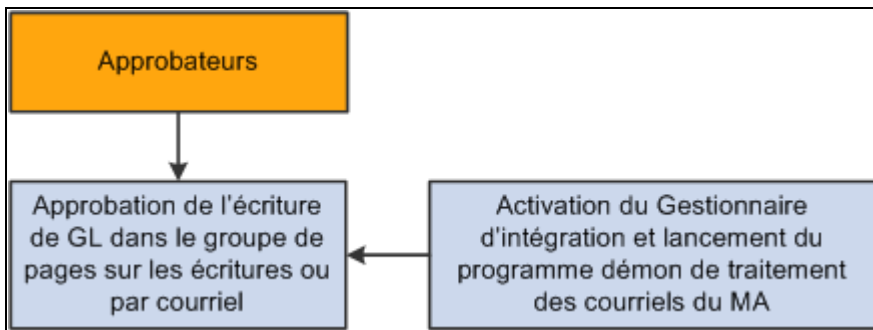 Approbateurs
Approbation de l'écriture
de GL dans le groupe de
pages sur les écritures ou
par courriel
Activation du Gestionnaire
d'intégration et lancement du
programme démon de traitement
des courriels du MA